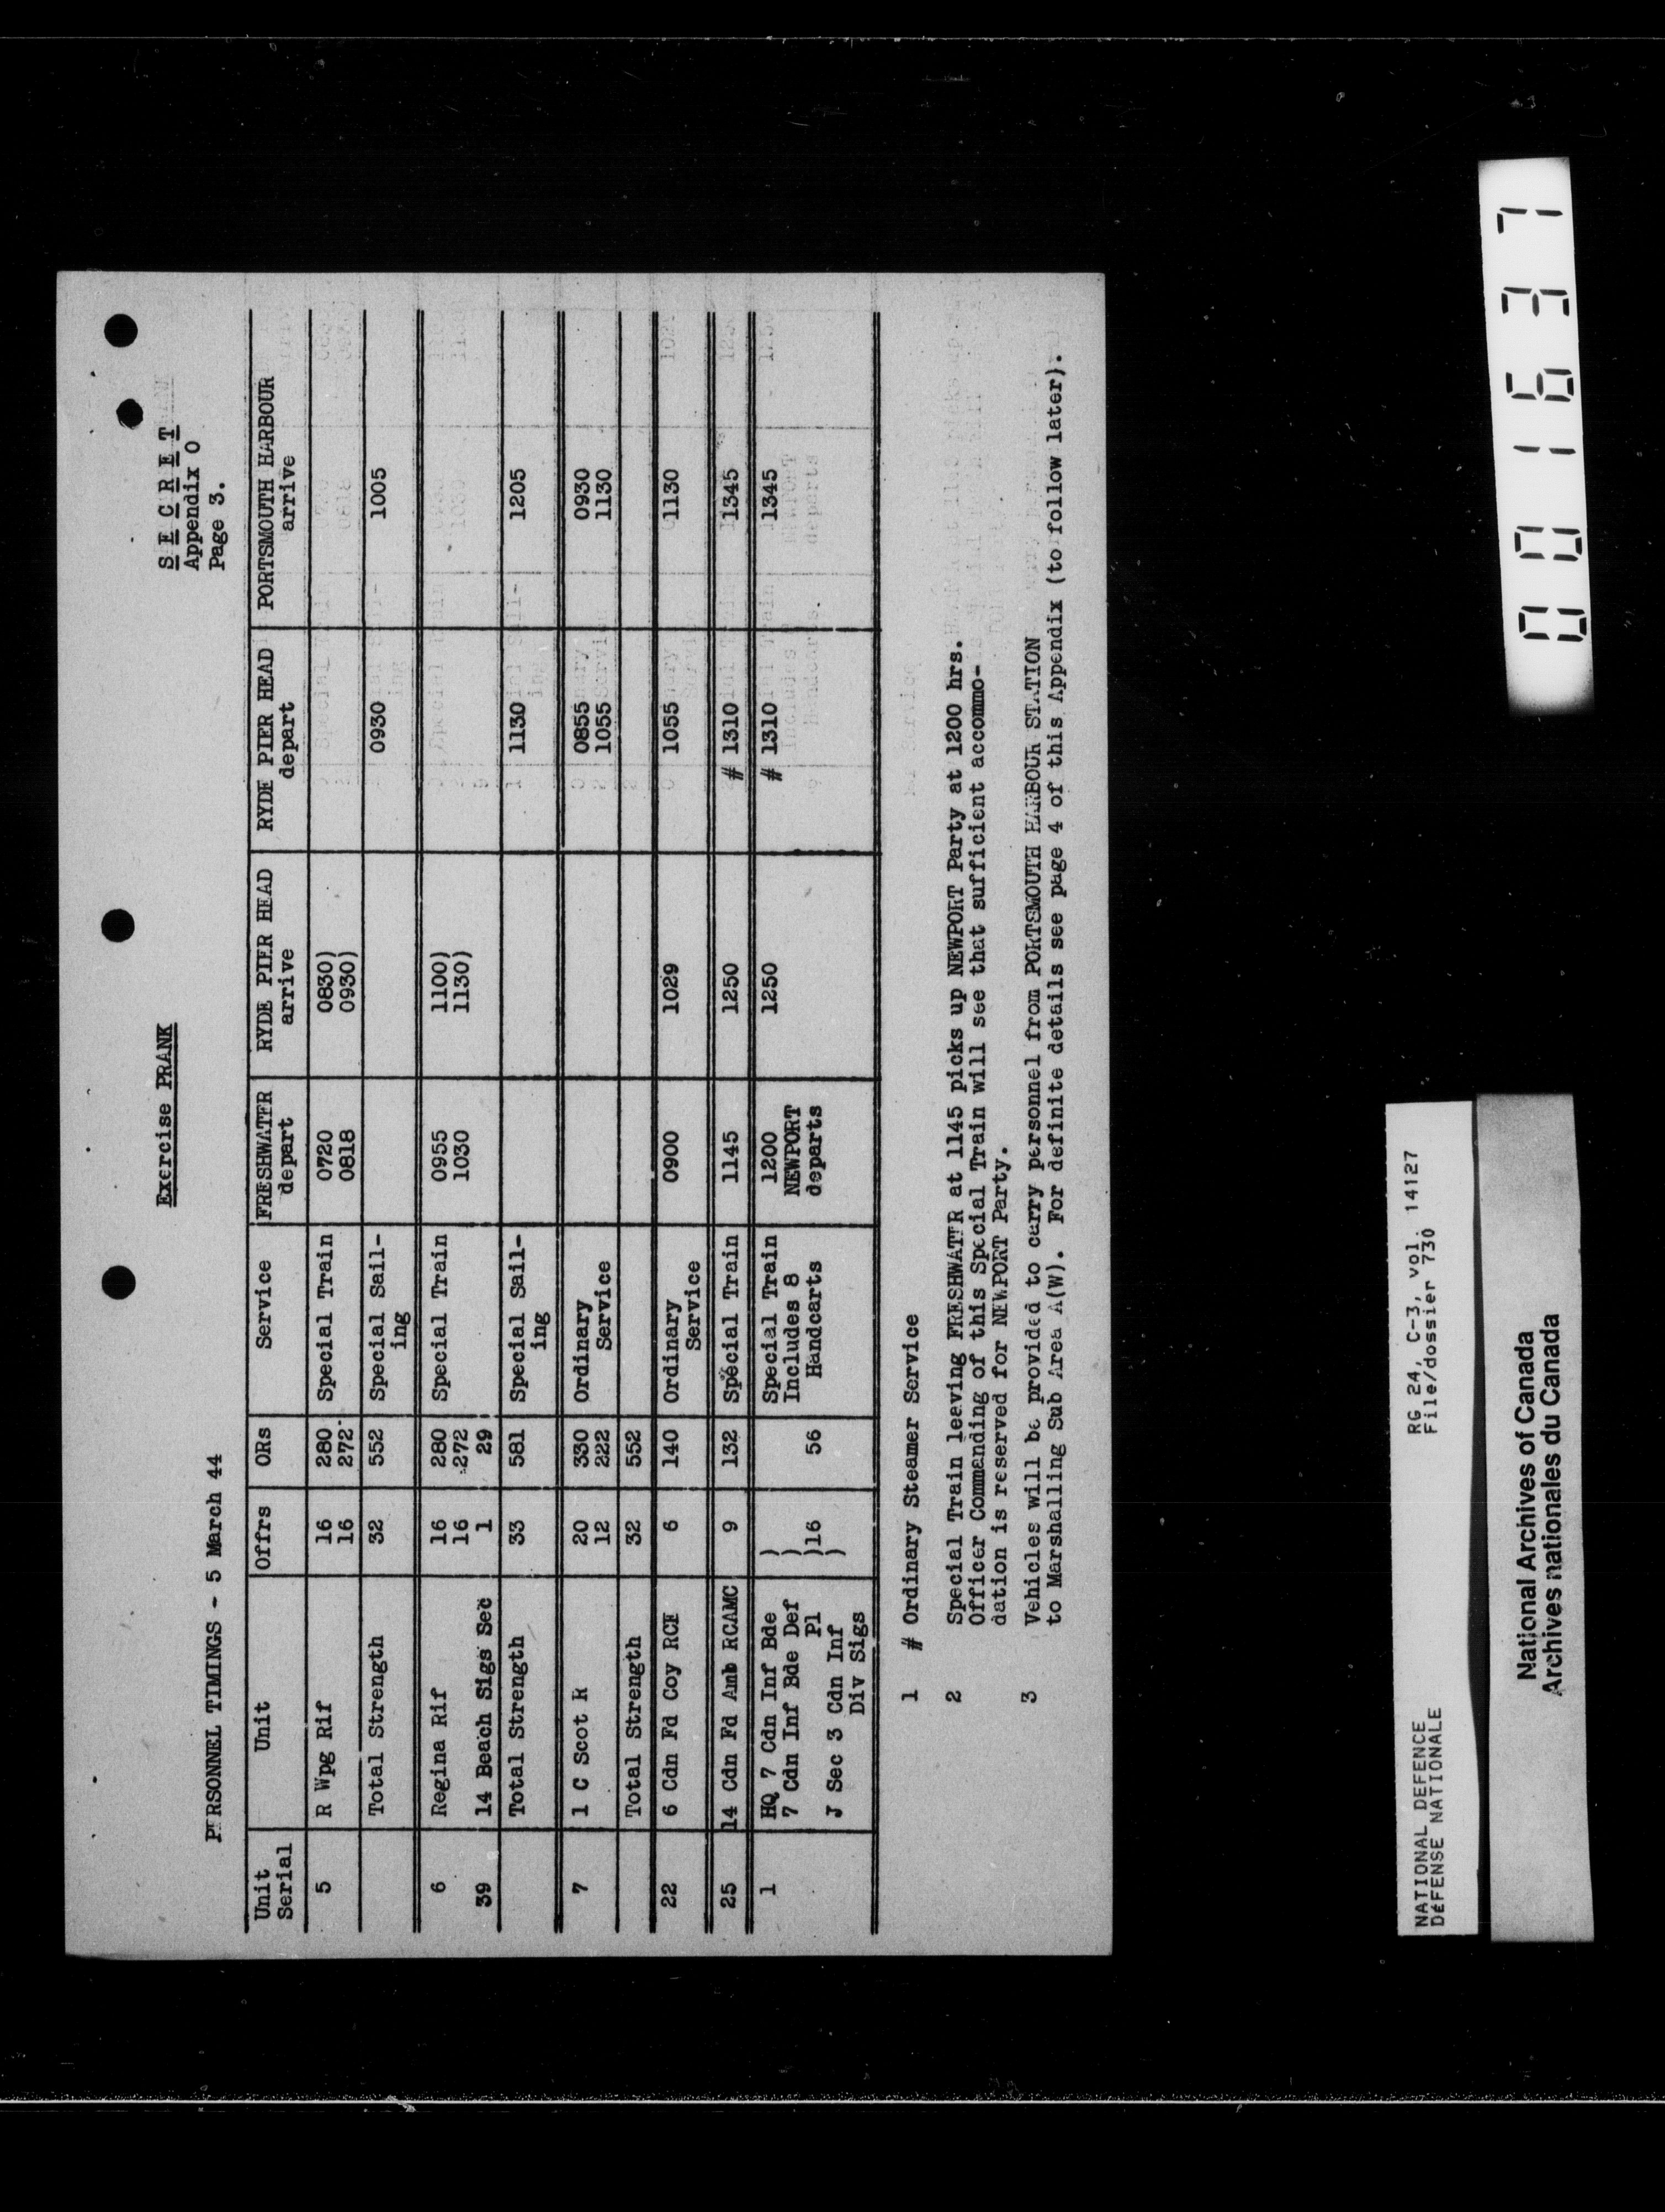 S E C R E T
Appendix O
Page 3.
Exercise PRANK
PERSONNEL TIMINGS - 5 March 44
Unit Serial | Unit | Offrs | ORs | Service | FRESHWATER depart | RYDE PIER HEAD arrive | RYDE PIER HEAD depart | PORTSMOUTH HARBOUR arrive
5 | R Wpg Rif | 16 | 280 | Special Train | 0720 | 0830)
16 | 272 | 0818 | 0930)
Total Strength | 32 | 552 | Special Sail-
ing | 0930 | 1005
6 | Regina Rif | 16 | 280 | Special Train | 0955 | 1100)
16 | 272 | 1030 | 1130)
39 | 14 Beach Sigs Sec | 1 | 29
Total Strength | 33 | 581 | Special Sail-
ing | 1130 | 1205
7 | 1 C Scot R | 20 | 330 | Ordinary | 0855 | 0930
12 | 222 | Service | 1055 | 1130
Total Strength | 32 | 552
22 | 6 Cdn Fd Coy RCE | 6 | 140 | Ordinary | 0900 | 1029 | 1055 | 1130
Service
25 | 14 Cdn Fd Amb RCAMC | 9 | 132 | Special Train | 1145 | 1250 | # 1310 | 1345
1 | HQ 7 Cdn Inf Bde | ) | Special Train | 1200 | 1250 | # 1310 | 1345
7 Cdn Inf Bde Def | ) | Includes 8 | NEWPORT
Pl | )16 | 56 | Handcarts | departs
J Sec 3 Cdn Inf | )
Div Sigs
1 # Ordinary Steamer Service
2 Special Train leaving FRESHWATER at 1145 picks up NEWPORT Party at 1200 hrs.
Officer Commanding of this Special Train will see that sufficient accommo-
dation is reserved for NEWPORT Party.
3 Vehicles will be provided to carry personnel from PORTSMOUTH HARBOUR STATION
to Marshalling Sub Area A(W). For definite details see page 4 of this Appendix (to follow later).
NATIONAL DEFENCE RG 24, C-3, vol. 14127
DéFENSE NATIONALE File/dossier 730
National Archives of Canada
Archives nationales du Canada
001637